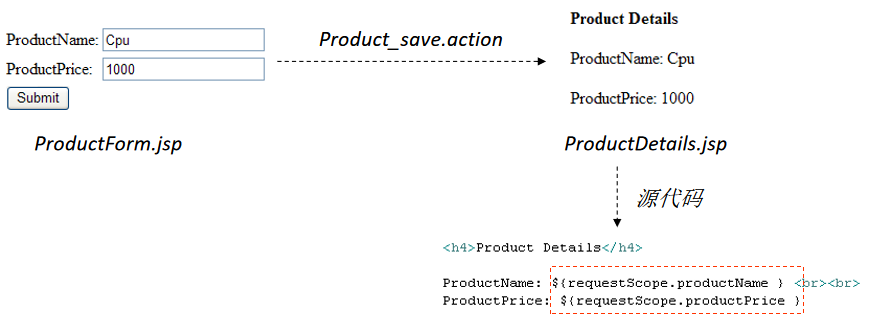 ProductName: Cpu
ProductPrice: 1000
Submit
ProductForm.jsp
Product_save.action
Product Details
ProductName: Cpu
ProductPrice: 1000
ProductDetails.jsp
源代码
<h4>Product Details</h4>
ProductName: ${requestScope.productName } <br><br>
ProductPrice: ${requestScope.productPrice }